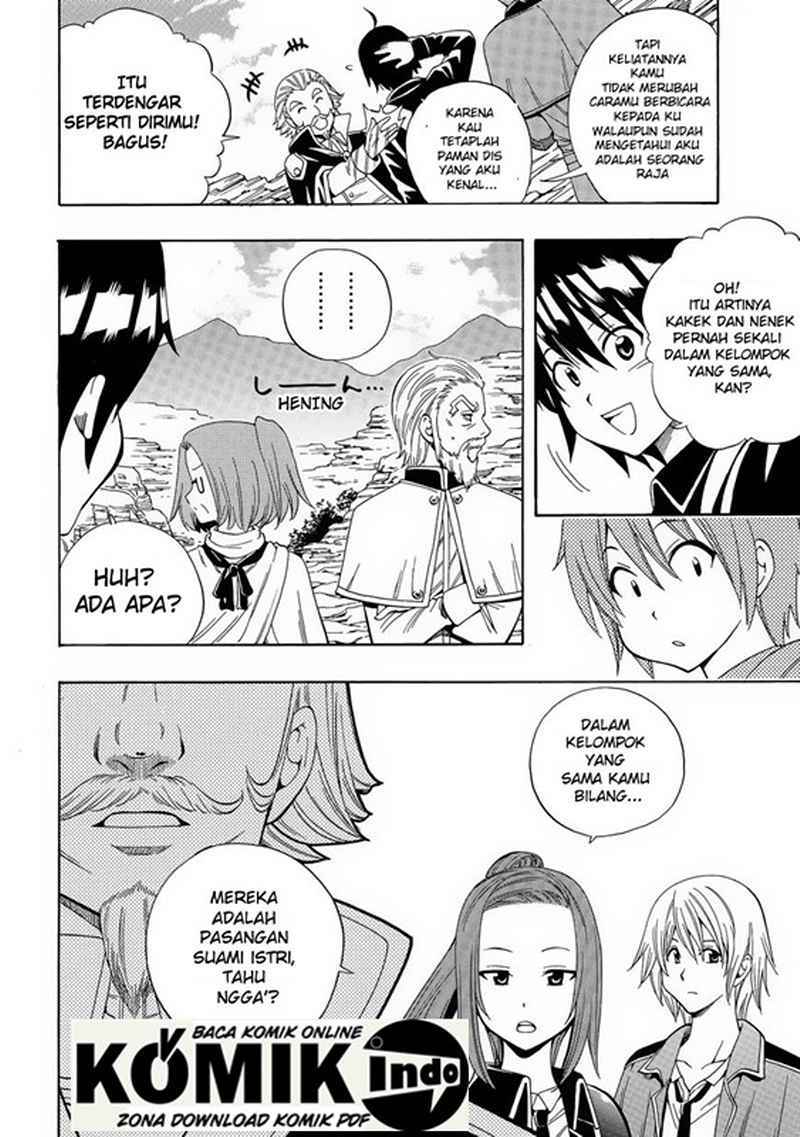 TAPI
KELIATANNYA
KAMU
TIDAK MERUBAH
CARAMU BERBICARA
KEPADA KU
WALAUPUN SUDAH
MENGETAHUI AKU
ADALAH SEORANG
RAJA
KARENA
KAU
TETAPLAH
PAMAN DIS
YANG AKU
KENAL...
ITU
TERDENGAR
SEPERTI DIRIMU!
BAGUS!
OH!
ITU ARTINYA
KAKEK DAN NENEK
PERNAH SEKALI
DALAM KELOMPOK
YANG SAMA,
KAN?
しーーん...
HENING
HUH?
ADA APA?
DALAM
KELOMPOK
YANG
SAMA KAMU
BILANG...
MEREKA
ADALAH
PASANGAN
SUAMI ISTRI,
TAHU
NGGA'?
BACA KOMIK ONLINE
KOMIK Indo
ZONA DOWNLOAD KOMIK PDF